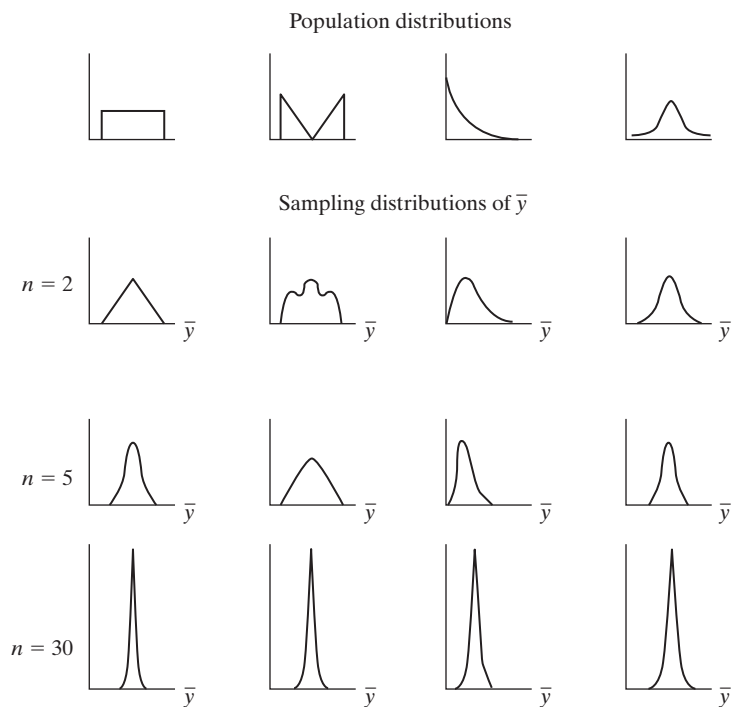 Population distributions
Sampling distributions of ȳ
n = 2
ȳ ȳ ȳ ȳ
n = 5
ȳ ȳ ȳ ȳ
n = 30
ȳ ȳ ȳ ȳ